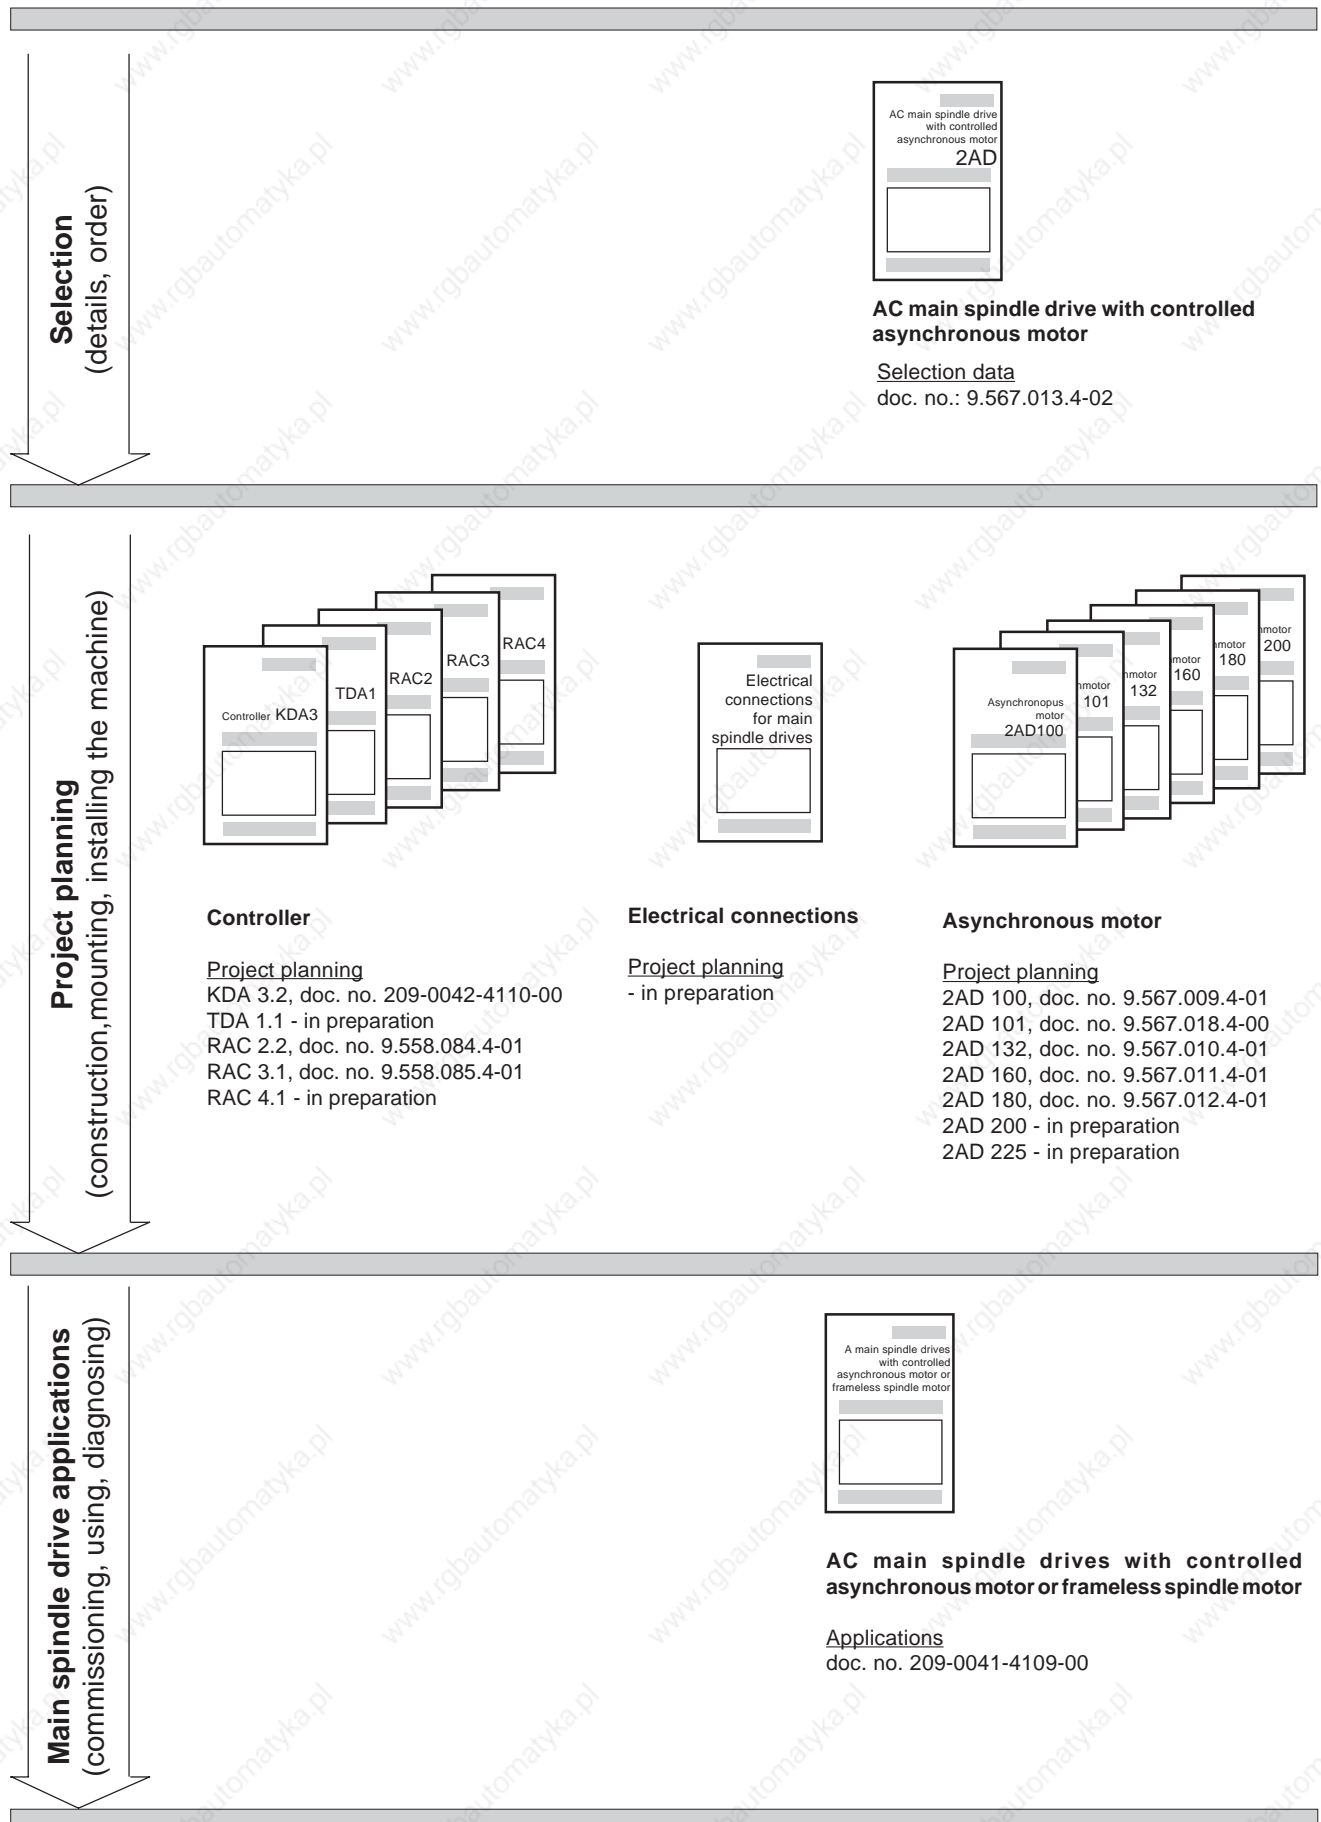 Selection
(details, order)
AC main spindle drive
with controlled
asynchronous motor
2AD
AC main spindle drive with controlled
asynchronous motor
Selection data
doc. no.: 9.567.013.4-02
Project planning
(construction,mounting, installing the machine)
Controller KDA3
TDA1
RAC2
RAC3
RAC4
Electrical
connections
for main
spindle drives
Asynchronopus
motor
2AD100
nmotor
101
nmotor
132
motor
160
nmotor
180
nmotor
200
Controller
Project planning
KDA 3.2, doc. no. 209-0042-4110-00
TDA 1.1 - in preparation
RAC 2.2, doc. no. 9.558.084.4-01
RAC 3.1, doc. no. 9.558.085.4-01
RAC 4.1 - in preparation
Electrical connections
Project planning
- in preparation
Asynchronous motor
Project planning
2AD 100, doc. no. 9.567.009.4-01
2AD 101, doc. no. 9.567.018.4-00
2AD 132, doc. no. 9.567.010.4-01
2AD 160, doc. no. 9.567.011.4-01
2AD 180, doc. no. 9.567.012.4-01
2AD 200 - in preparation
2AD 225 - in preparation
Main spindle drive applications
(commissioning, using, diagnosing)
A main spindle drives
with controlled
asynchronous motor or
frameless spindle motor
AC main spindle drives with controlled
asynchronous motor or frameless spindle motor
Applications
doc. no. 209-0041-4109-00
www.rgbautomatyka.pl